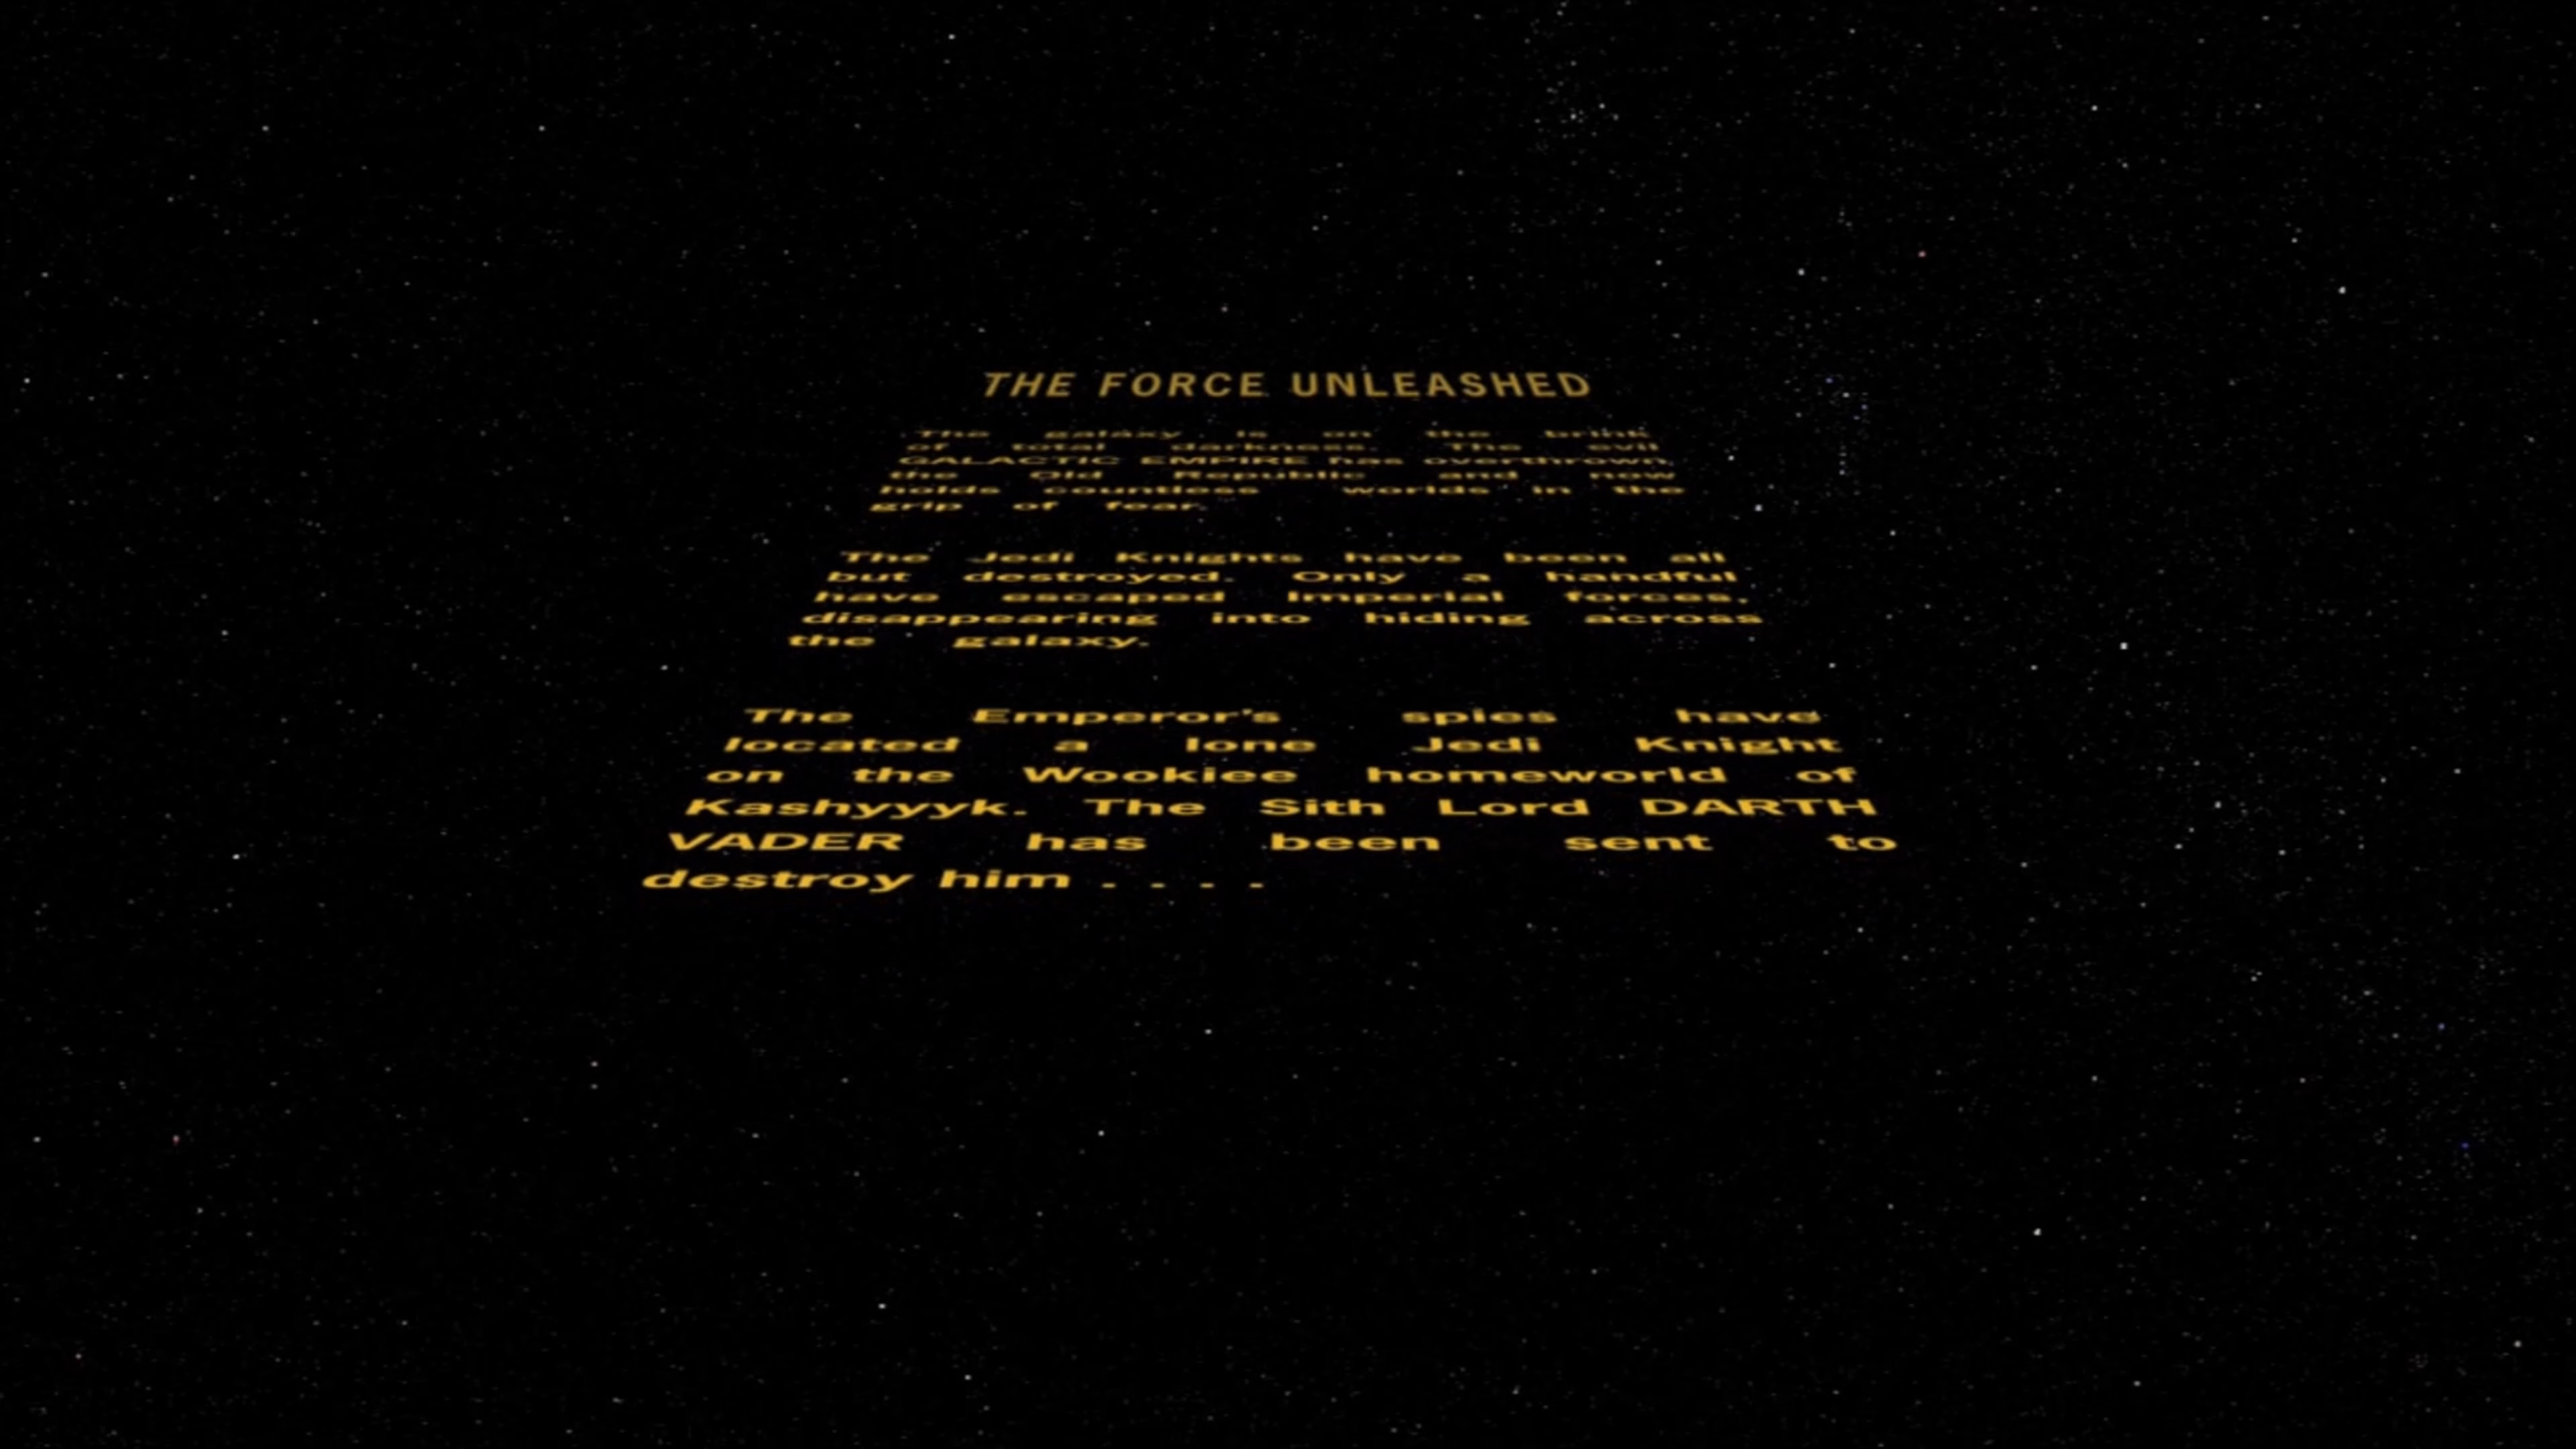 THE FORCE UNLEASHED
The galaxy is on the brink
of total darkness. The evil
GALACTIC EMPIRE has overthrown
the Old Republic and now
holds countless worlds in the
grip of fear.
The Jedi Knights have been all
but destroyed. Only a handful
have escaped Imperial forces,
disappearing into hiding across
the galaxy.
The Emperor's spies have
located a lone Jedi Knight
on the Wookiee homeworld of
Kashyyyk. The Sith Lord DARTH
VADER has been sent to
destroy him . . . .